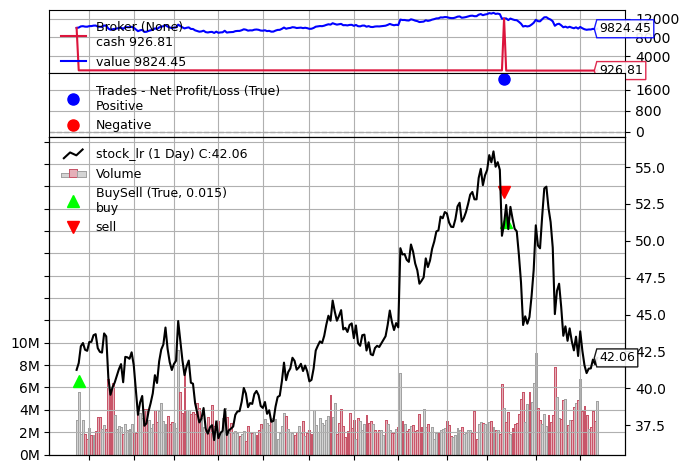 Broker (None)
cash 926.81
value 9824.45
12000
8000
4000
9824.45
926.81
Trades - Net Profit/Loss (True)
Positive
Negative
1600
800
0
stock_lr (1 Day) C:42.06
Volume
BuySell (True, 0.015)
buy
sell
55.0
52.5
50.0
47.5
45.0
42.5
42.06
40.0
37.5
10M
8M
6M
4M
2M
0M